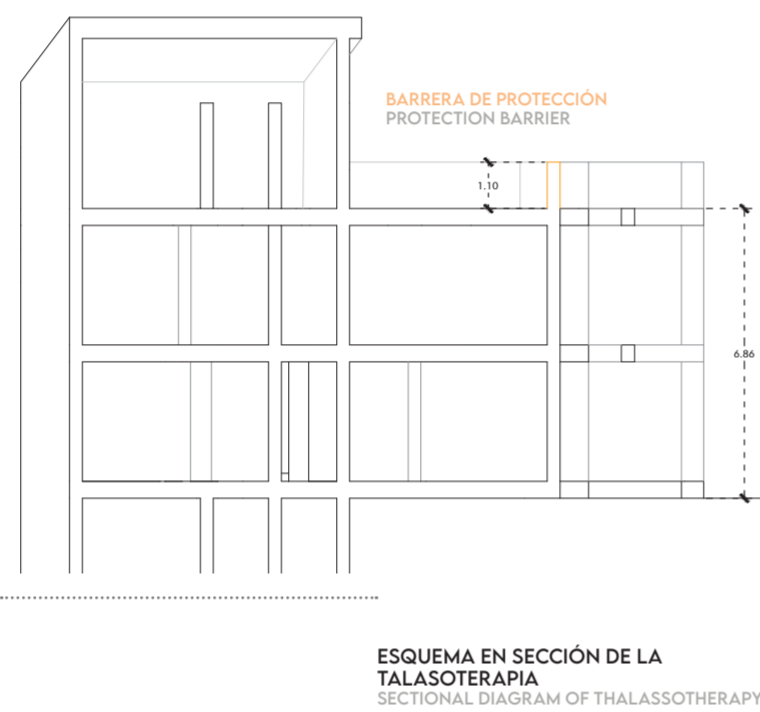 BARRERA DE PROTECCIÓN
PROTECTION BARRIER
1.10
6.86
ESQUEMA EN SECCIÓN DE LA
TALASOTERAPIA
SECTIONAL DIAGRAM OF THALASSOTHERAPY